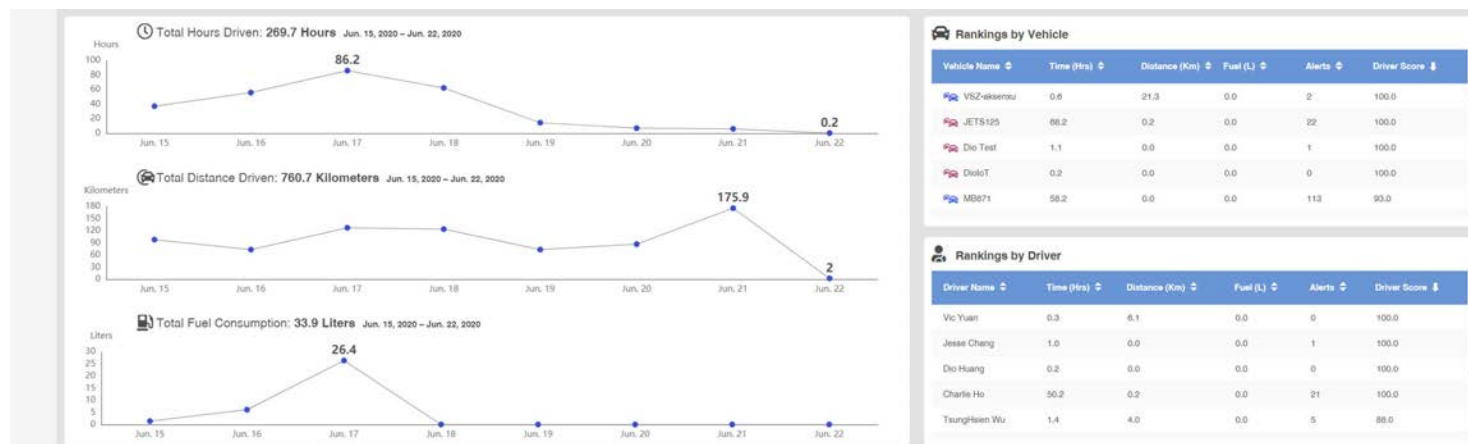 Total Hours Driven: 269.7 Hours Jun. 15, 2020 – Jun. 22, 2020
Hours
100
80
60
40
20
0
86.2
0.2
Jun. 15 Jun. 16 Jun. 17 Jun. 18 Jun. 19 Jun. 20 Jun. 21 Jun. 22
Total Distance Driven: 760.7 Kilometers Jun. 15, 2020 – Jun. 22, 2020
Kilometers
180
150
120
90
60
30
0
175.9
2
Jun. 15 Jun. 16 Jun. 17 Jun. 18 Jun. 19 Jun. 20 Jun. 21 Jun. 22
Total Fuel Consumption: 33.9 Liters Jun. 15, 2020 – Jun. 22, 2020
Liters
30
25
20
15
10
5
0
26.4
Jun. 15 Jun. 16 Jun. 17 Jun. 18 Jun. 19 Jun. 20 Jun. 21 Jun. 22
Rankings by Vehicle
Vehicle Name Time (Hrs) Distance (Km) Fuel (L) Alerts Driver Score
0.6 21.3 0.0 2 100.0
JETS125 68.2 0.2 0.0 22 100.0
Dio Test 1.1 0.0 0.0 1 100.0
DioIoT 0.2 0.0 0.0 0 100.0
MB871 58.2 0.0 0.0 113 93.0
Rankings by Driver
Driver Name Time (Hrs) Distance (Km) Fuel (L) Alerts Driver Score
Vic Yuan 0.3 6.1 0.0 0 100.0
Jesse Chang 1.0 0.0 0.0 1 100.0
Dio Huang 0.2 0.0 0.0 0 100.0
Charlie Ho 50.2 0.2 0.0 21 100.0
TsungHsien Wu 1.4 4.0 0.0 5 88.0